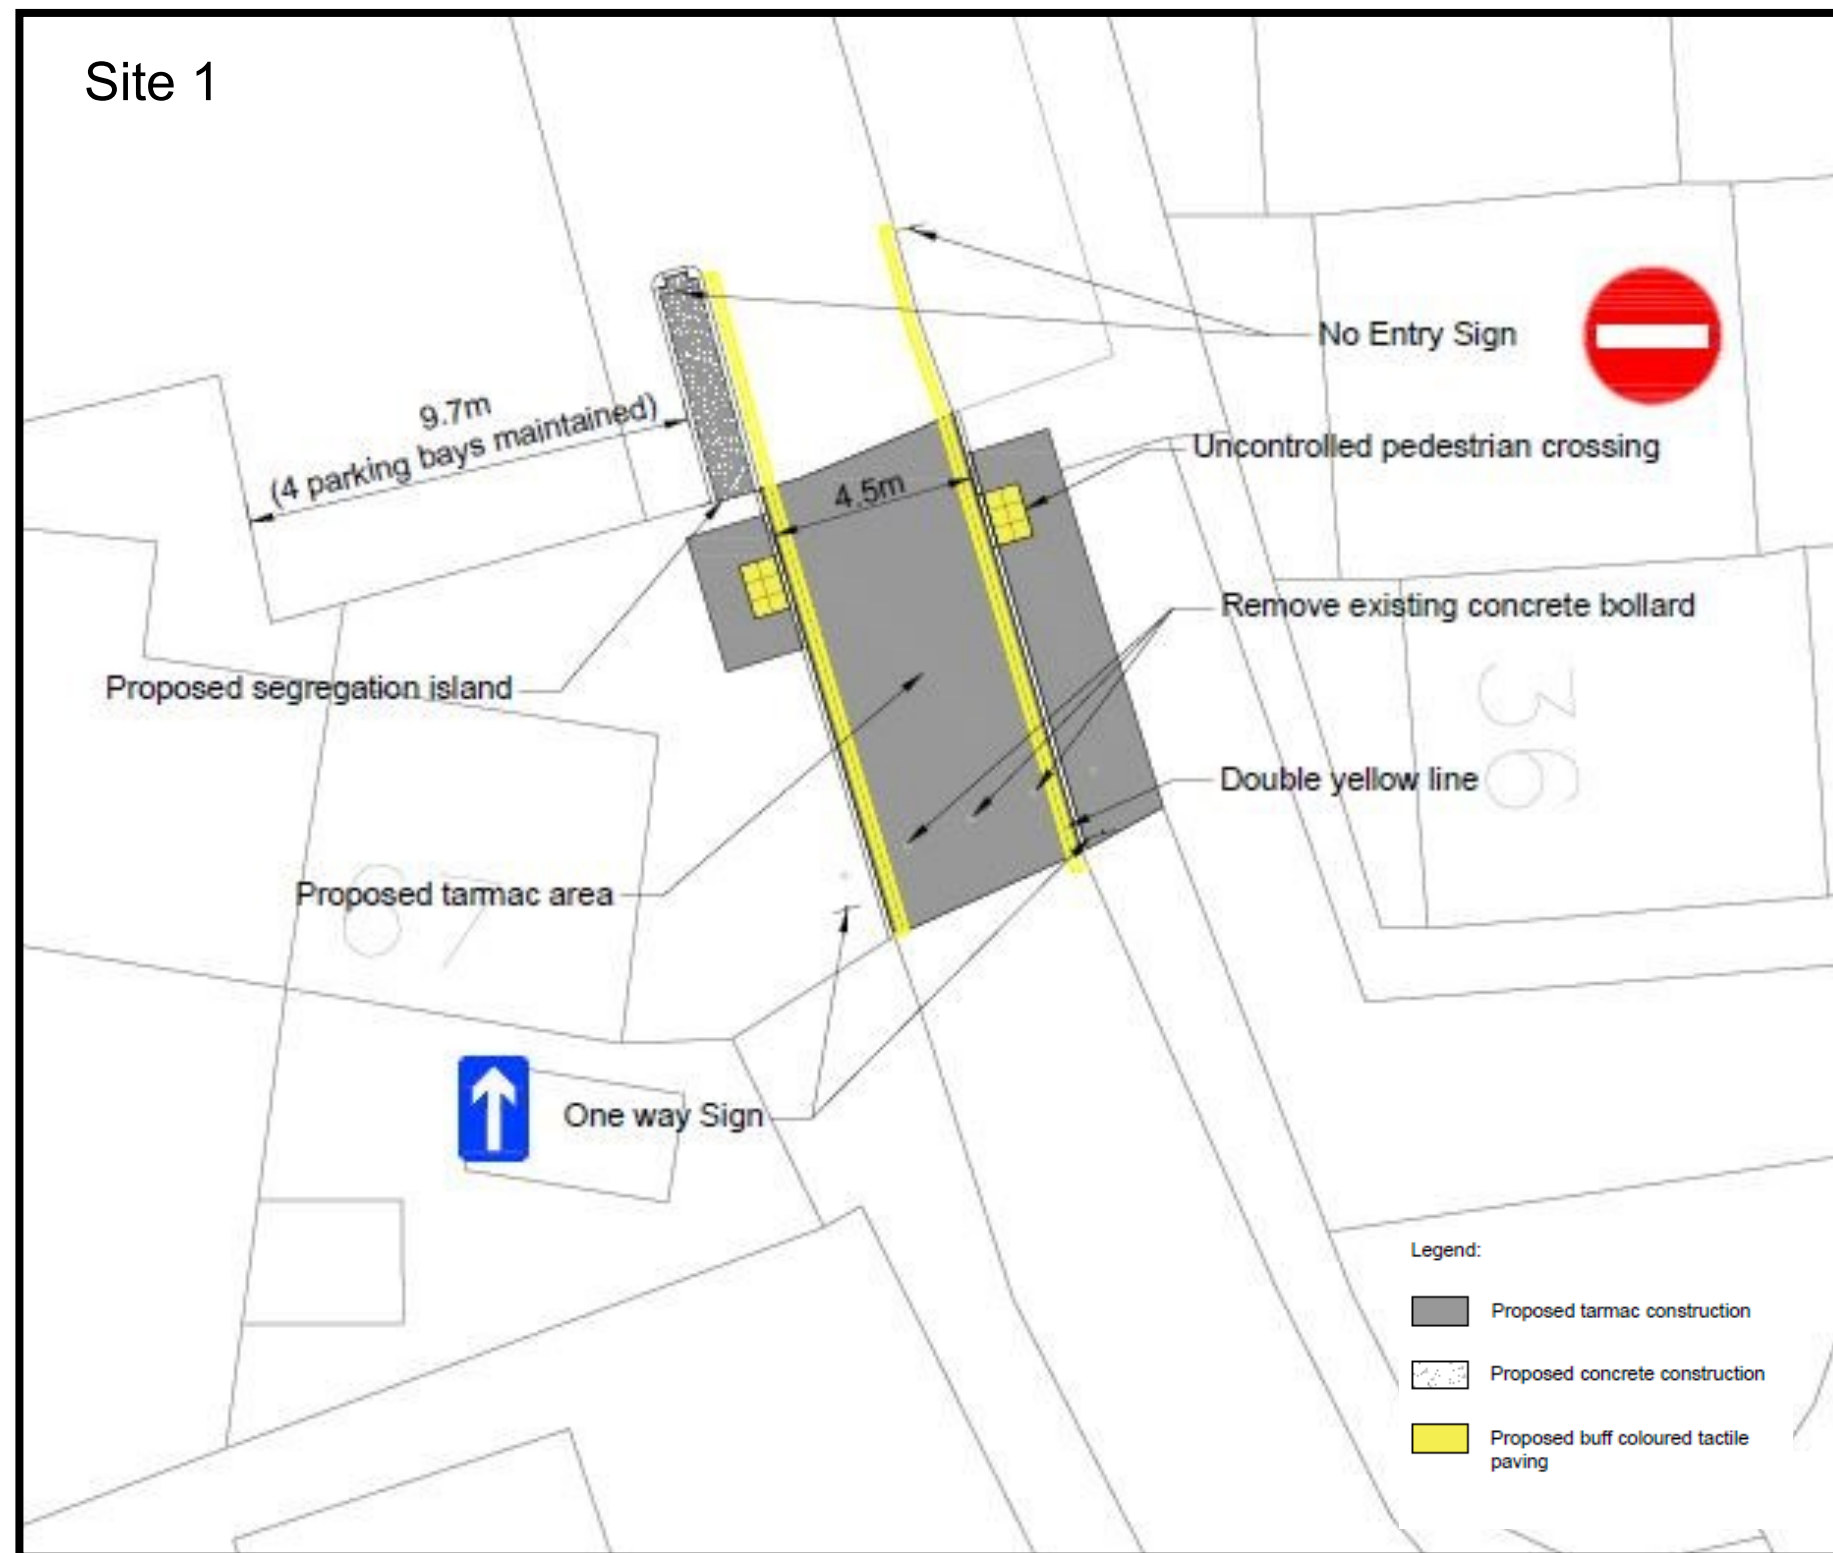 Site 1
No Entry Sign
9.7m
(4 parking bays maintained)
Uncontrolled pedestrian crossing
4.5m
Remove existing concrete bollard
Proposed segregation island
36
Double yellow line
Proposed tarmac area
87
One way Sign
Legend:
Proposed tarmac construction
Proposed concrete construction
Proposed buff coloured tactile
paving